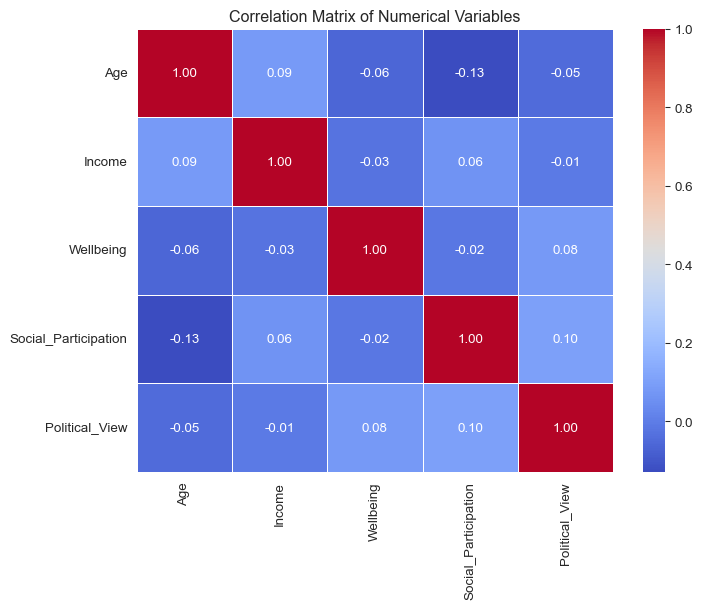 Correlation Matrix of Numerical Variables
Age 1.00 0.09 -0.06 -0.13 -0.05
Income 0.09 1.00 -0.03 0.06 -0.01
Wellbeing -0.06 -0.03 1.00 -0.02 0.08
Social_Participation -0.13 0.06 -0.02 1.00 0.10
Political_View -0.05 -0.01 0.08 0.10 1.00
Age
Income
Wellbeing
Social_Participation
Political_View
1.0
0.8
0.6
0.4
0.2
0.0